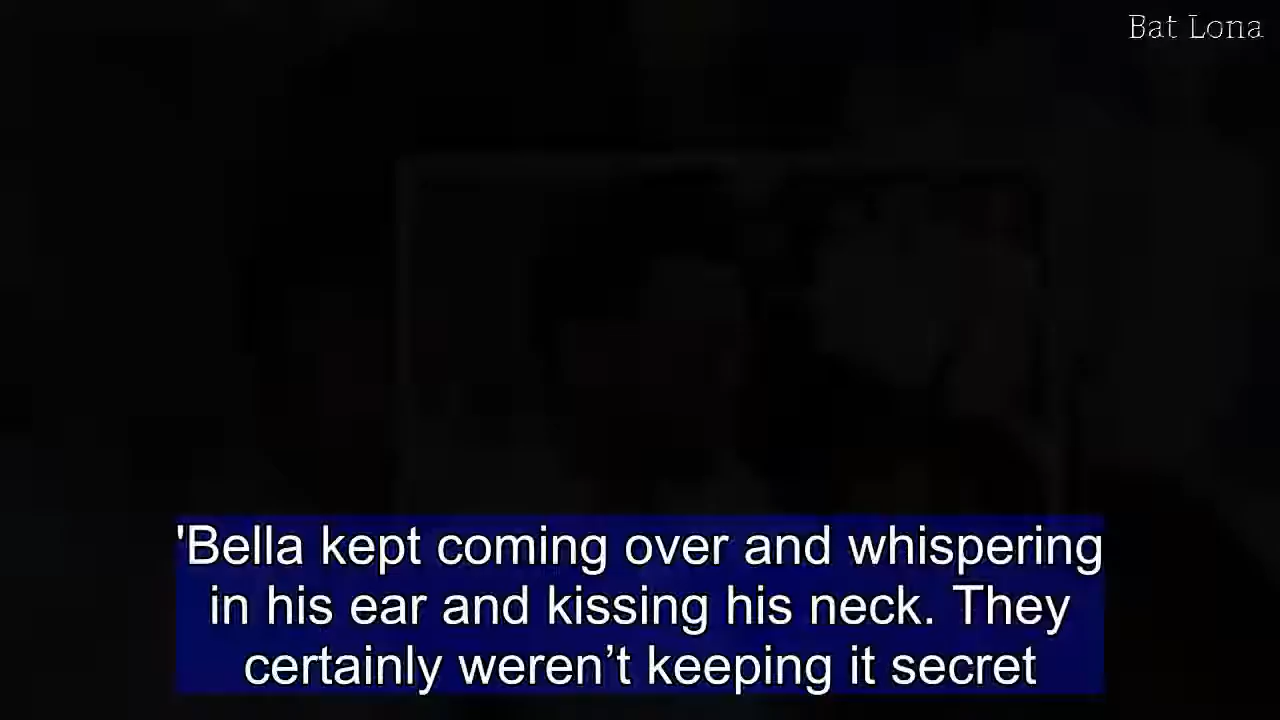 Bat Lona
'Bella kept coming over and whispering
in his ear and kissing his neck. They
certainly weren’t keeping it secret